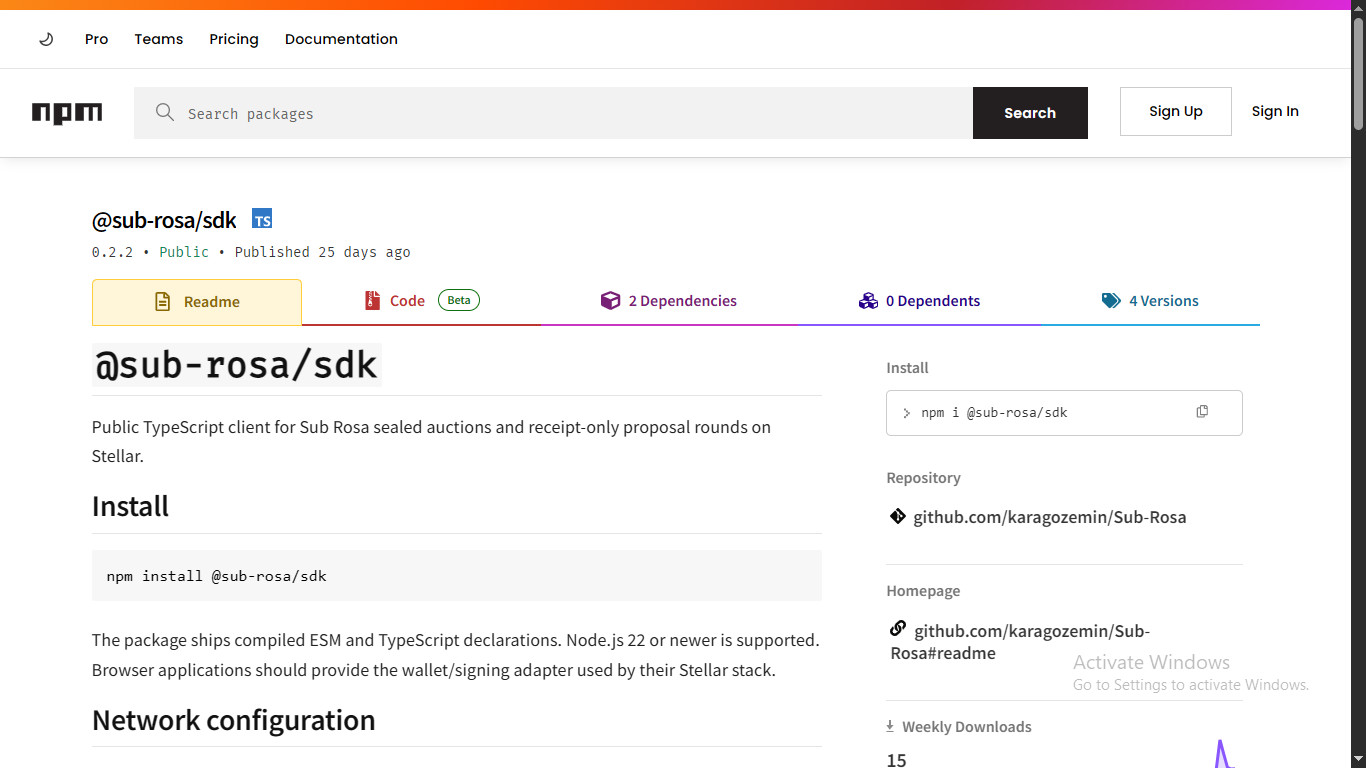 Pro Teams Pricing Documentation
npm Search packages Search Sign Up Sign In
@sub-rosa/sdk TS
0.2.2 • Public • Published 25 days ago
Readme Code Beta 2 Dependencies 0 Dependents 4 Versions
@sub-rosa/sdk
Public TypeScript client for Sub Rosa sealed auctions and receipt-only proposal rounds on
Stellar.
Install
npm install @sub-rosa/sdk
The package ships compiled ESM and TypeScript declarations. Node.js 22 or newer is supported.
Browser applications should provide the wallet/signing adapter used by their Stellar stack.
Network configuration
Install
> npm i @sub-rosa/sdk
Repository
github.com/karagozemin/Sub-Rosa
Homepage
github.com/karagozemin/Sub-
Rosa#readme
Activate Windows
Go to Settings to activate Windows.
Weekly Downloads
15